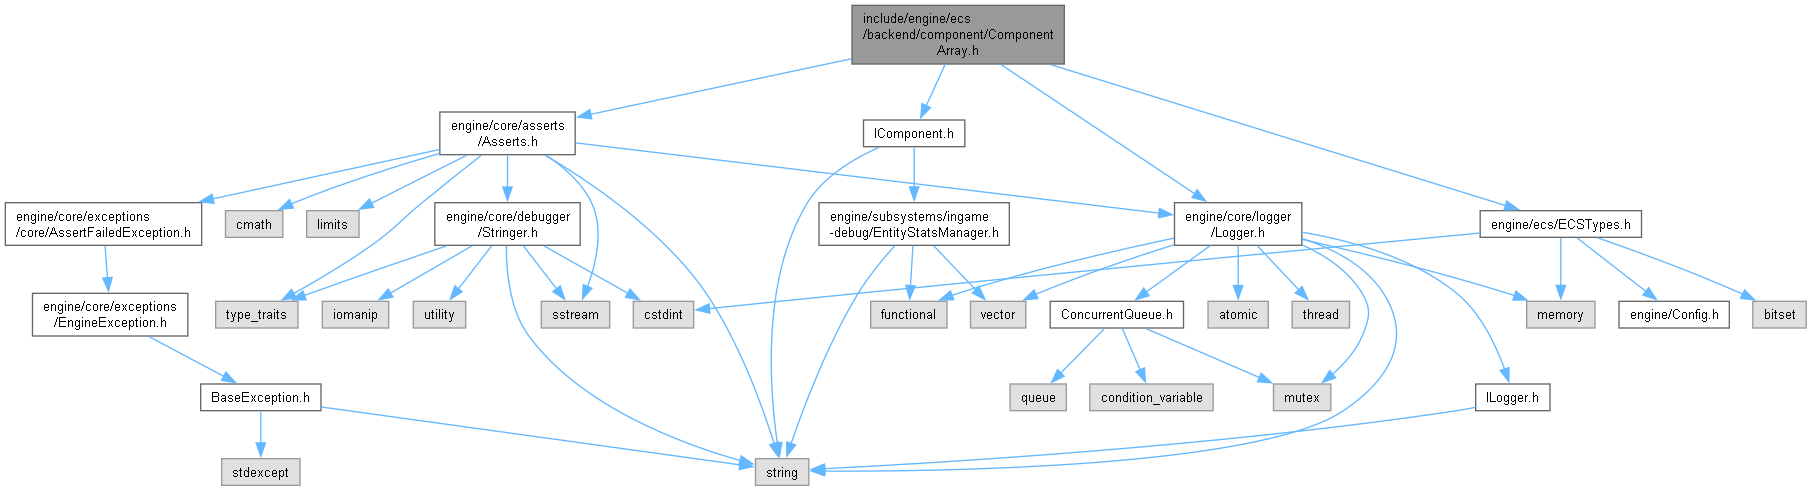 include/engine/ecs
/backend/component/Component
Array.h
engine/core/asserts
/Asserts.h
IComponent.h
engine/core/exceptions
/core/AssertFailedException.h
cmath
limits
engine/core/debugger
/Stringer.h
engine/subsystems/ingame
-debug/EntityStatsManager.h
engine/core/logger
/Logger.h
engine/ecs/ECSTypes.h
engine/core/exceptions
/EngineException.h
type_traits
iomanip
utility
sstream
cstdint
functional
vector
ConcurrentQueue.h
atomic
thread
memory
engine/Config.h
bitset
BaseException.h
queue
condition_variable
mutex
ILogger.h
stdexcept
string